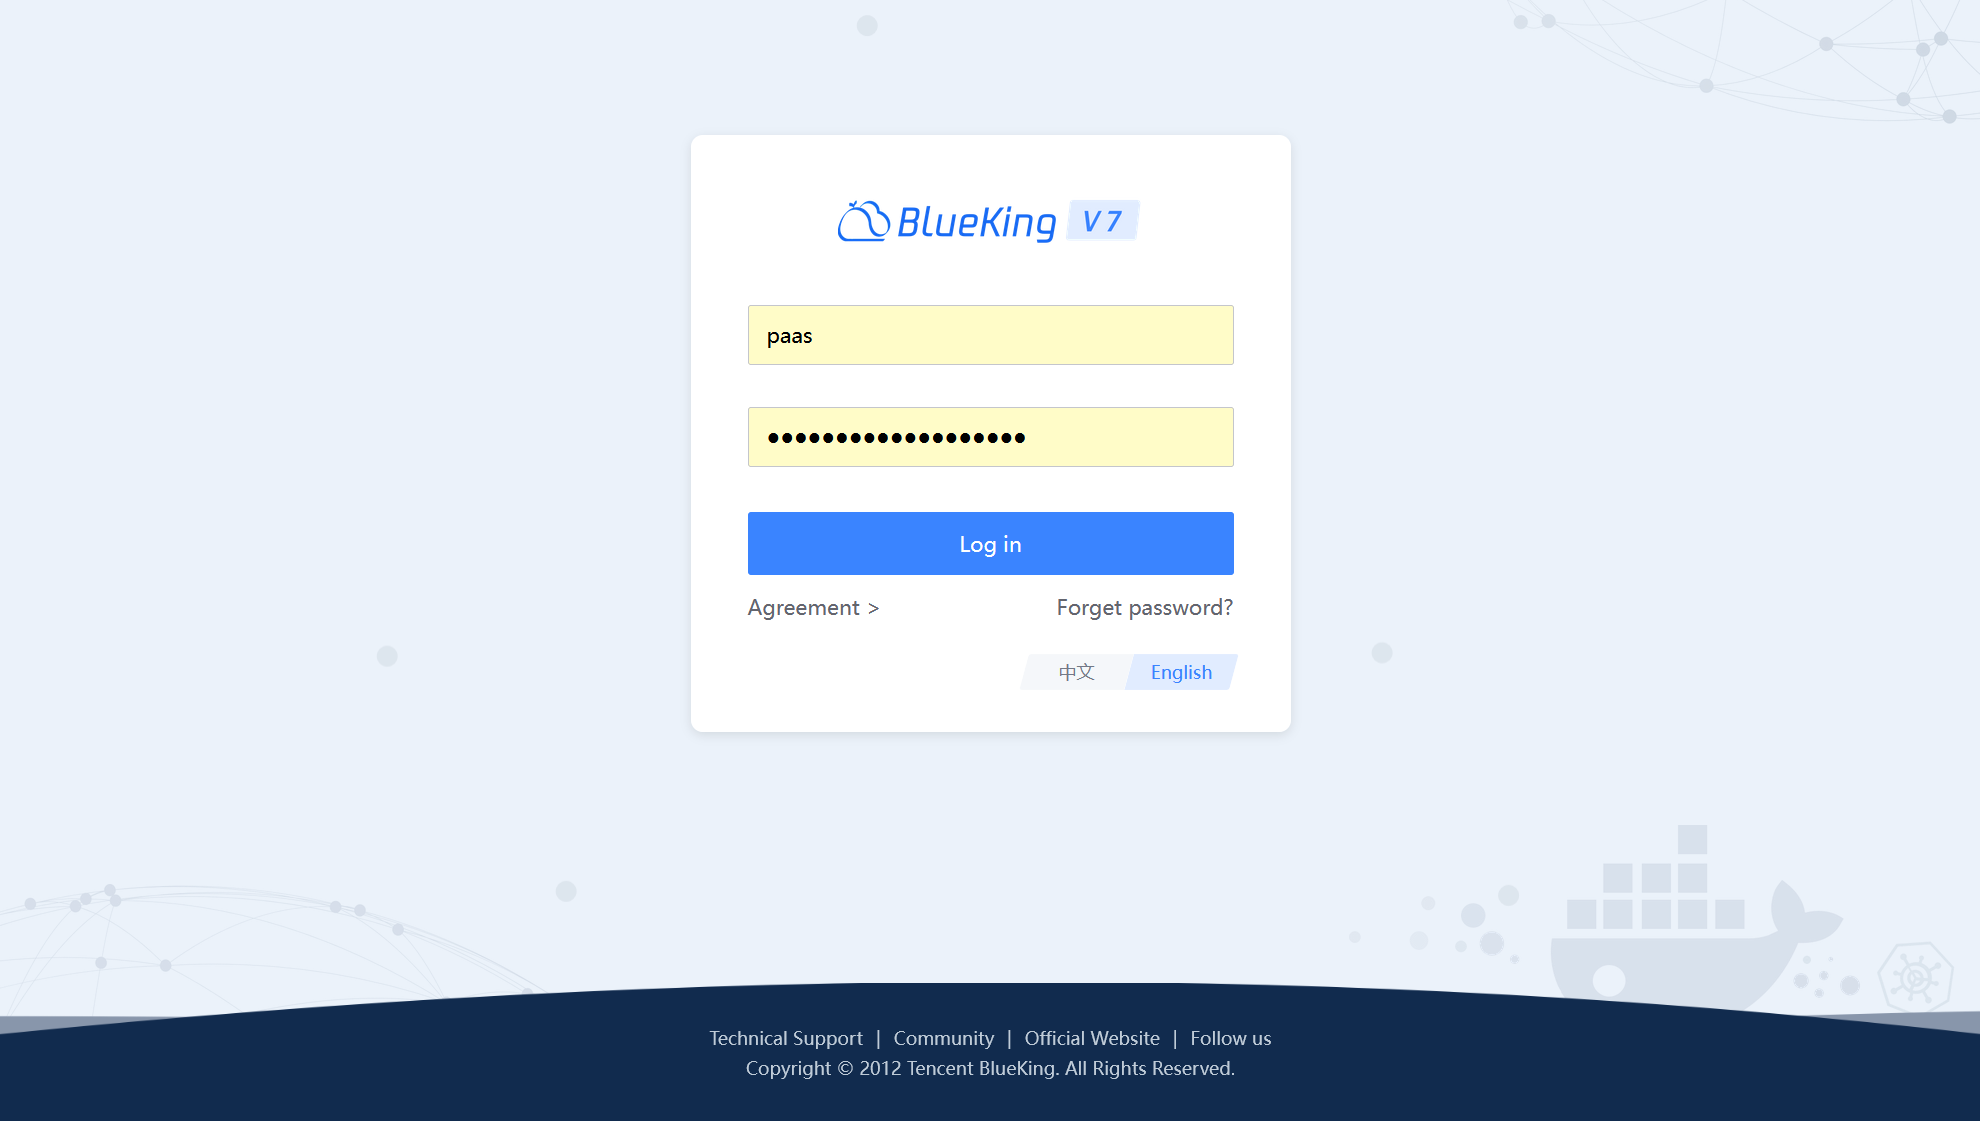 BlueKing V7
paas
•••••••••••••••••••
Log in
Agreement >
Forget password?
中文
English
Technical Support | Community | Official Website | Follow us
Copyright © 2012 Tencent BlueKing. All Rights Reserved.